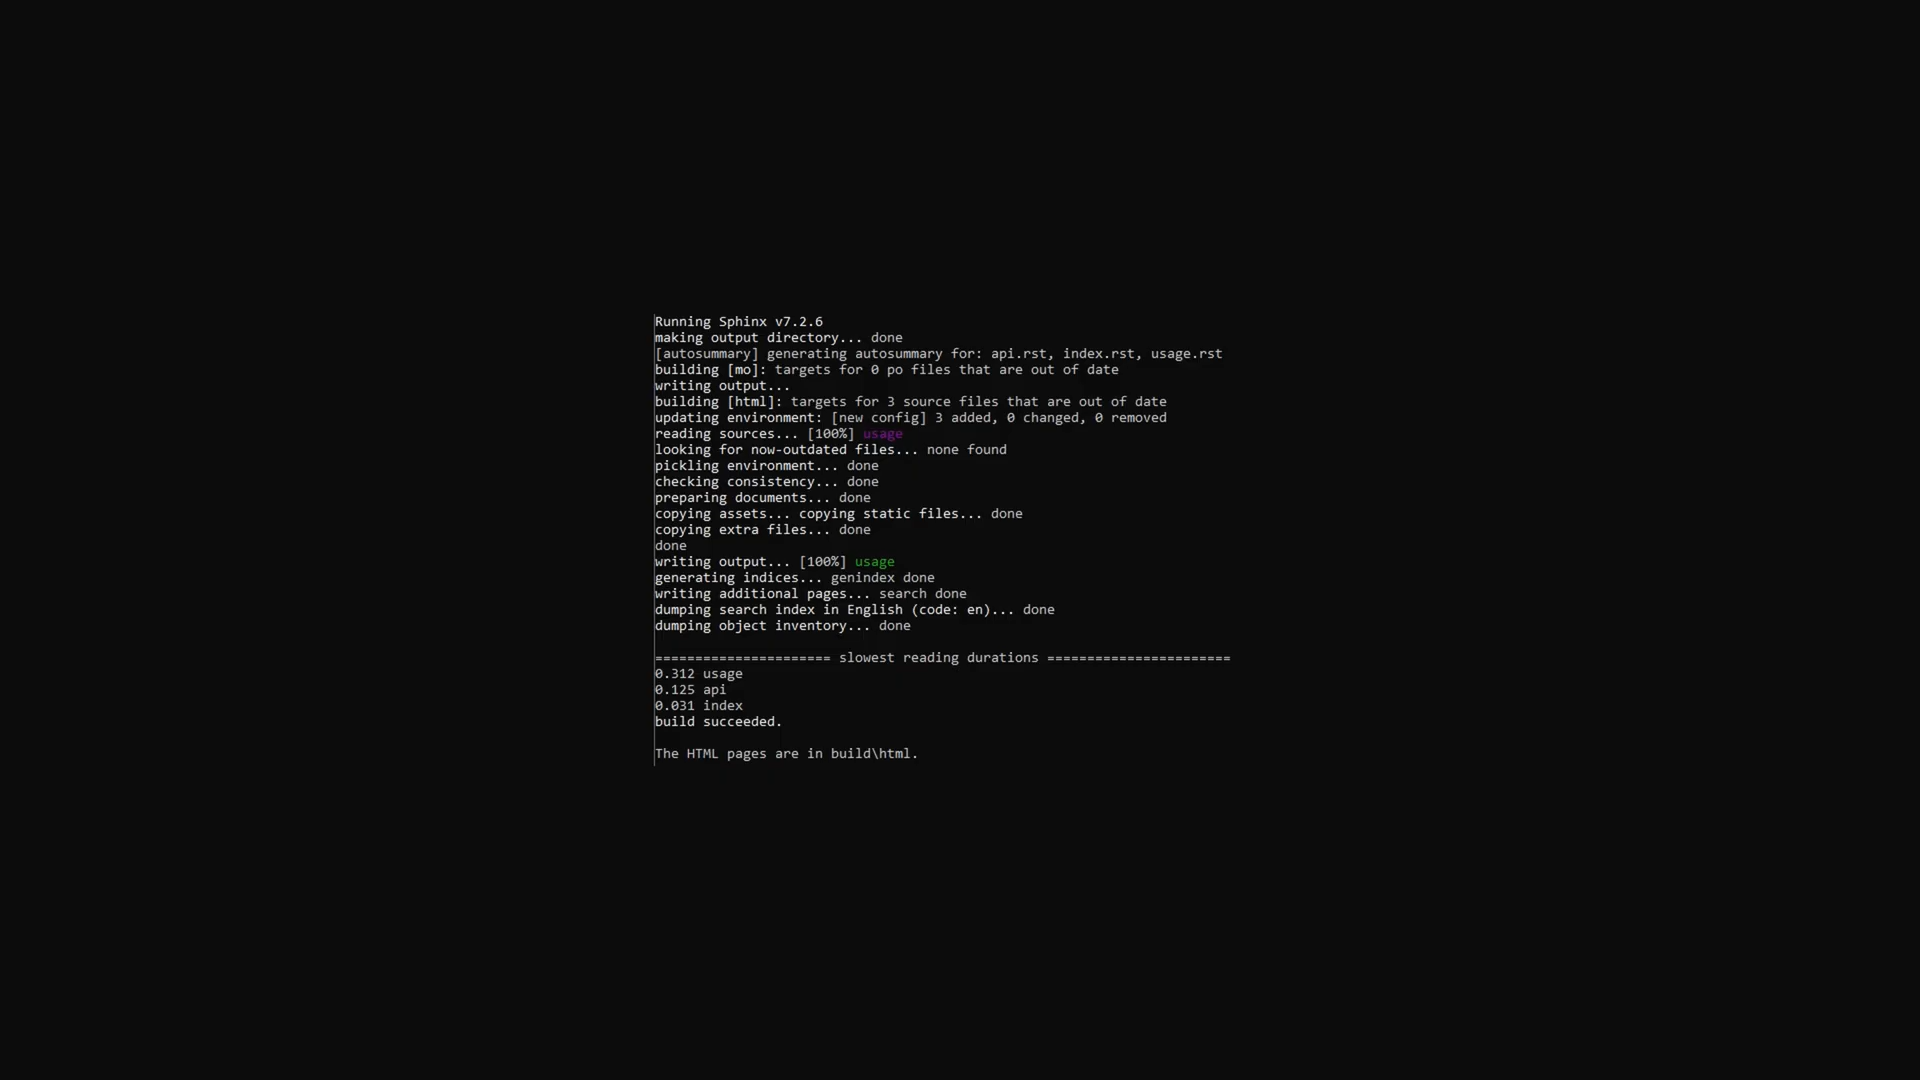 Running Sphinx v7.2.6
making output directory... done
[autosummary] generating autosummary for: api.rst, index.rst, usage.rst
building [mo]: targets for 0 po files that are out of date
writing output...
building [html]: targets for 3 source files that are out of date
updating environment: [new config] 3 added, 0 changed, 0 removed
reading sources... [100%] usage
looking for now-outdated files... none found
pickling environment... done
checking consistency... done
preparing documents... done
copying assets... copying static files... done
copying extra files... done
done
writing output... [100%] usage
generating indices... genindex done
writing additional pages... search done
dumping search index in English (code: en)... done
dumping object inventory... done

====================== slowest reading durations =======================
0.312 usage
0.125 api
0.031 index
build succeeded.

The HTML pages are in build\html.